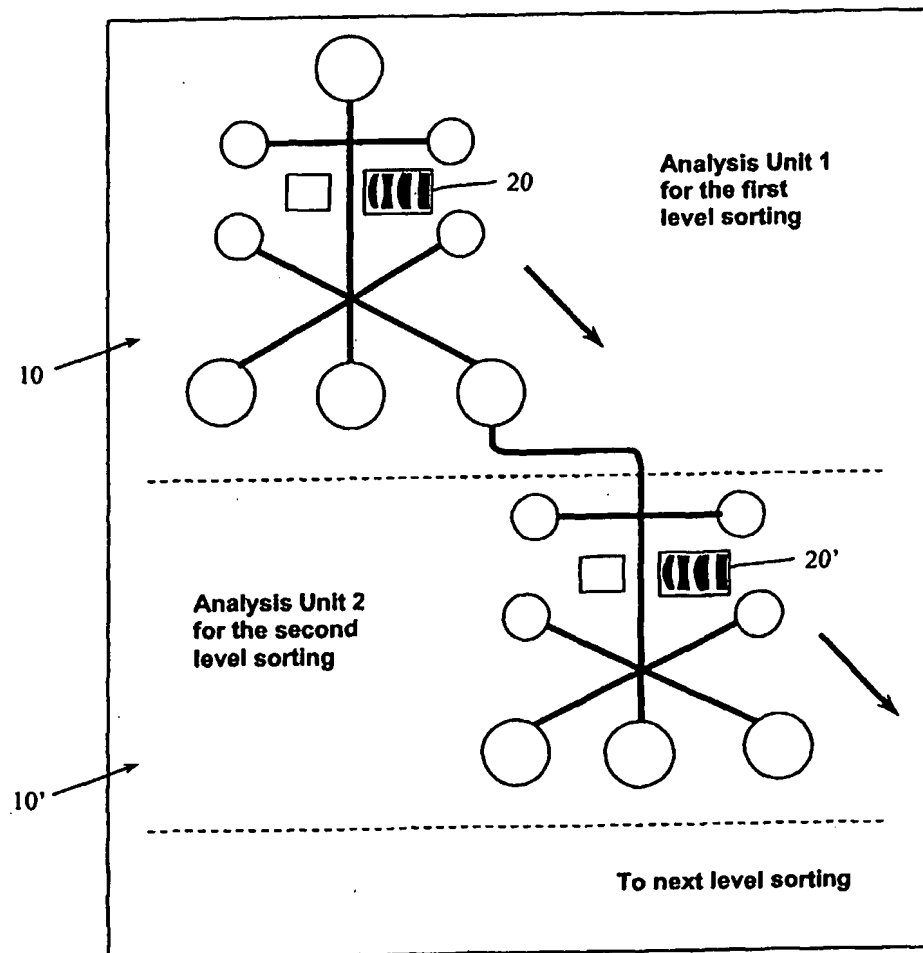 20
Analysis Unit 1
for the first
level sorting
10
20'
Analysis Unit 2
for the second
level sorting
10'
To next level sorting